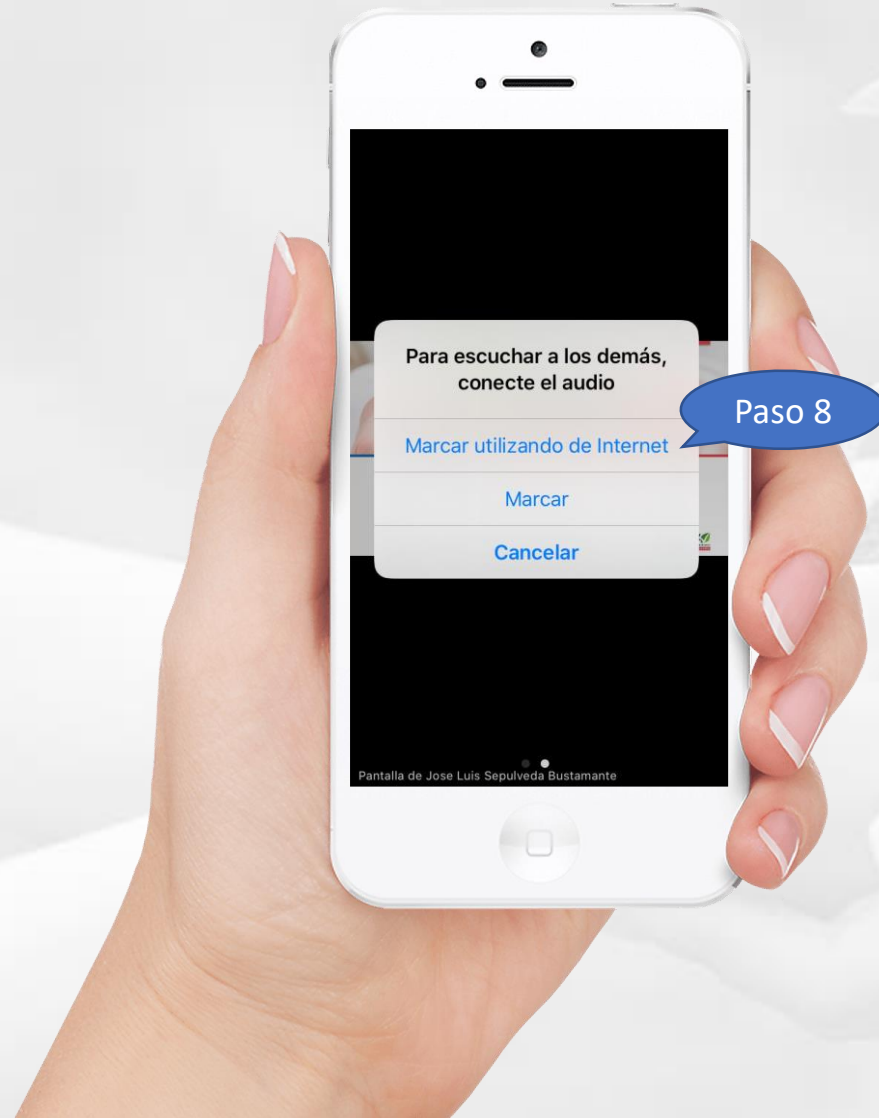 Para escuchar a los demás,
conecte el audio
Marcar utilizando de Internet
Paso 8
Marcar
Cancelar
Pantalla de Jose Luis Sepulveda Bustamante